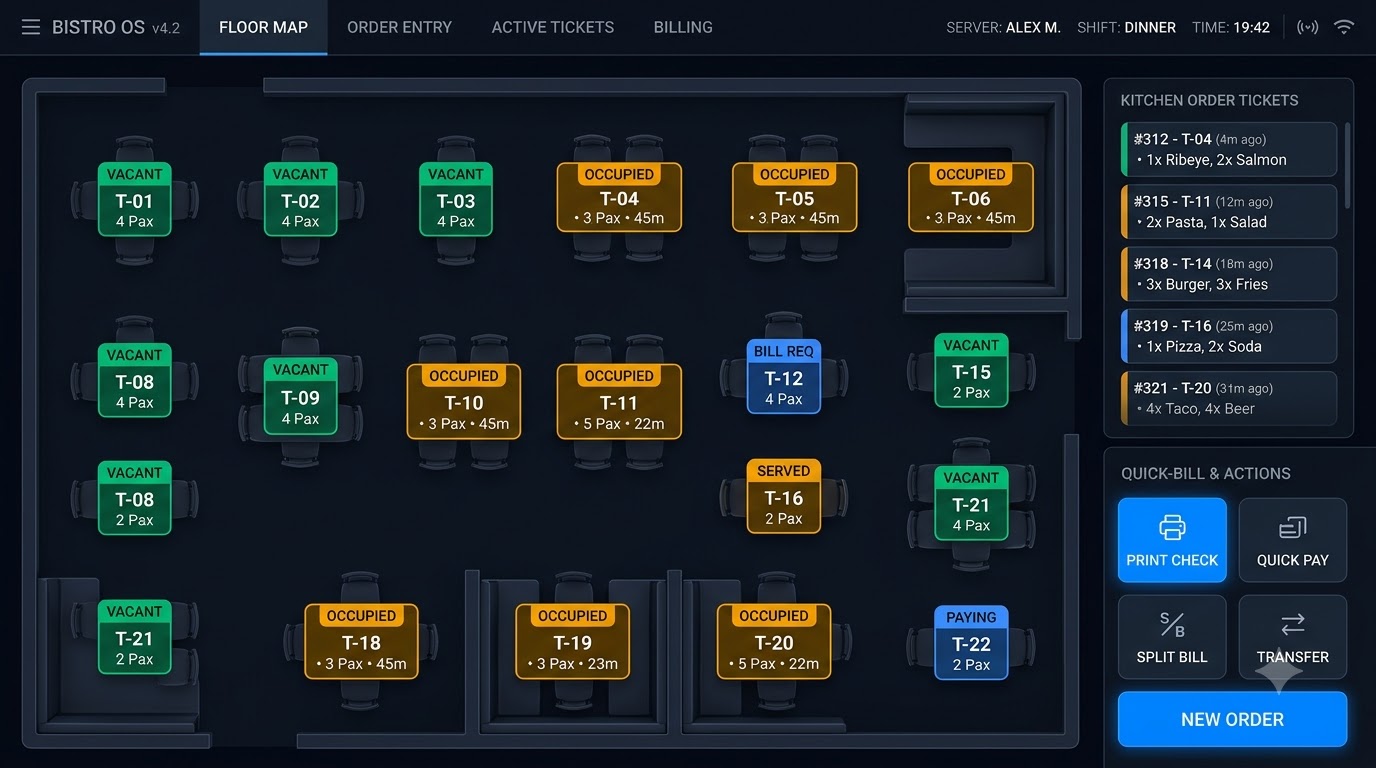 BISTRO OS v4.2
FLOOR MAP
ORDER ENTRY
ACTIVE TICKETS
BILLING
SERVER: ALEX M.
SHIFT: DINNER
TIME: 19:42
VACANT
T-01
4 Pax
VACANT
T-02
4 Pax
VACANT
T-03
4 Pax
OCCUPIED
T-04
• 3 Pax • 45m
OCCUPIED
T-05
• 3 Pax • 45m
OCCUPIED
T-06
• 3 Pax • 45m
VACANT
T-08
4 Pax
VACANT
T-09
4 Pax
OCCUPIED
T-10
• 3 Pax • 45m
OCCUPIED
T-11
• 5 Pax • 22m
BILL REQ
T-12
4 Pax
VACANT
T-15
2 Pax
VACANT
T-08
2 Pax
SERVED
T-16
2 Pax
VACANT
T-21
4 Pax
VACANT
T-21
2 Pax
OCCUPIED
T-18
• 3 Pax • 45m
OCCUPIED
T-19
• 3 Pax • 23m
OCCUPIED
T-20
• 5 Pax • 22m
PAYING
T-22
2 Pax
KITCHEN ORDER TICKETS
#312 - T-04 (4m ago)
• 1x Ribeye, 2x Salmon
#315 - T-11 (12m ago)
• 2x Pasta, 1x Salad
#318 - T-14 (18m ago)
• 3x Burger, 3x Fries
#319 - T-16 (25m ago)
• 1x Pizza, 2x Soda
#321 - T-20 (31m ago)
• 4x Taco, 4x Beer
QUICK-BILL & ACTIONS
PRINT CHECK
QUICK PAY
S/B
SPLIT BILL
TRANSFER
NEW ORDER